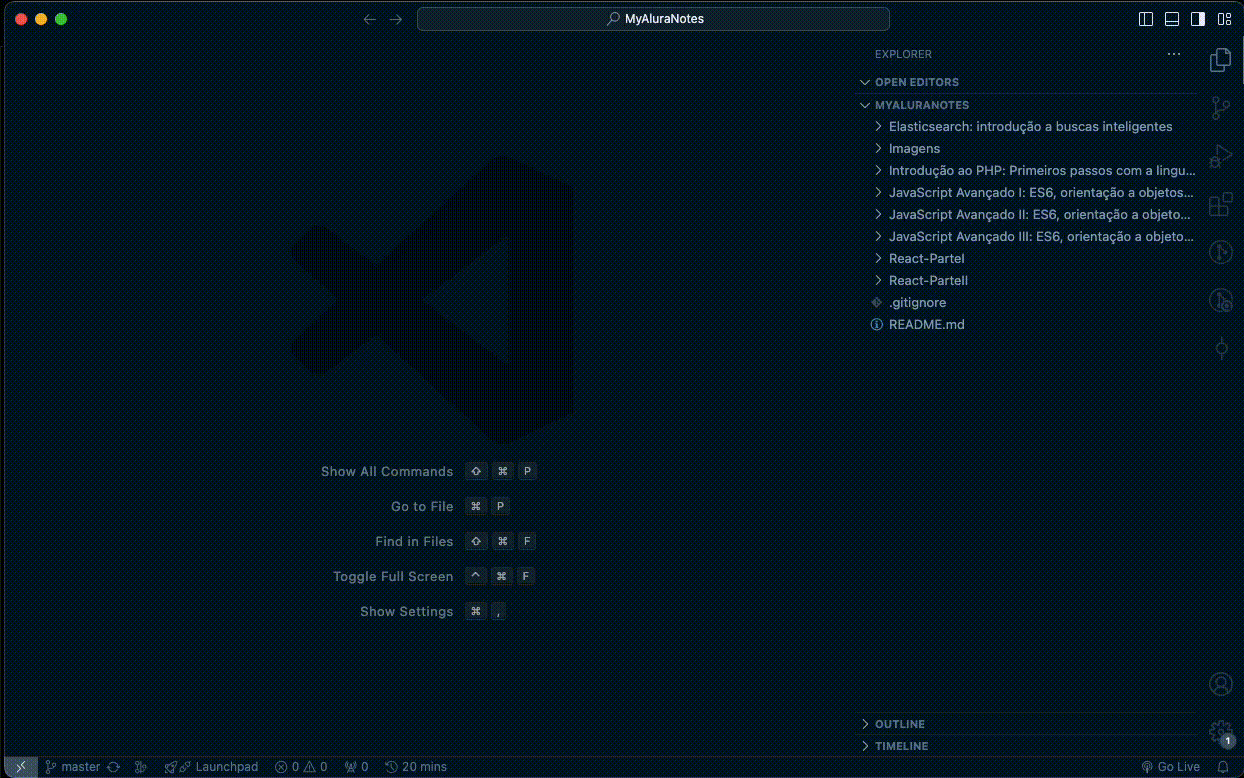 MyAluraNotes
EXPLORER
OPEN EDITORS
MYALURANOTES
Elasticsearch: introdução a buscas inteligentes
Imagens
Introdução ao PHP: Primeiros passos com a lingu...
JavaScript Avançado I: ES6, orientação a objetos...
JavaScript Avançado II: ES6, orientação a objeto...
JavaScript Avançado III: ES6, orientação a objeto...
React-ParteI
React-ParteII
.gitignore
README.md
Show All Commands ⇧ ⌘ P
Go to File ⌘ P
Find in Files ⇧ ⌘ F
Toggle Full Screen ^ ⌘ F
Show Settings ⌘ ,
OUTLINE
TIMELINE
1
master Launchpad 0 0 0 20 mins Go Live